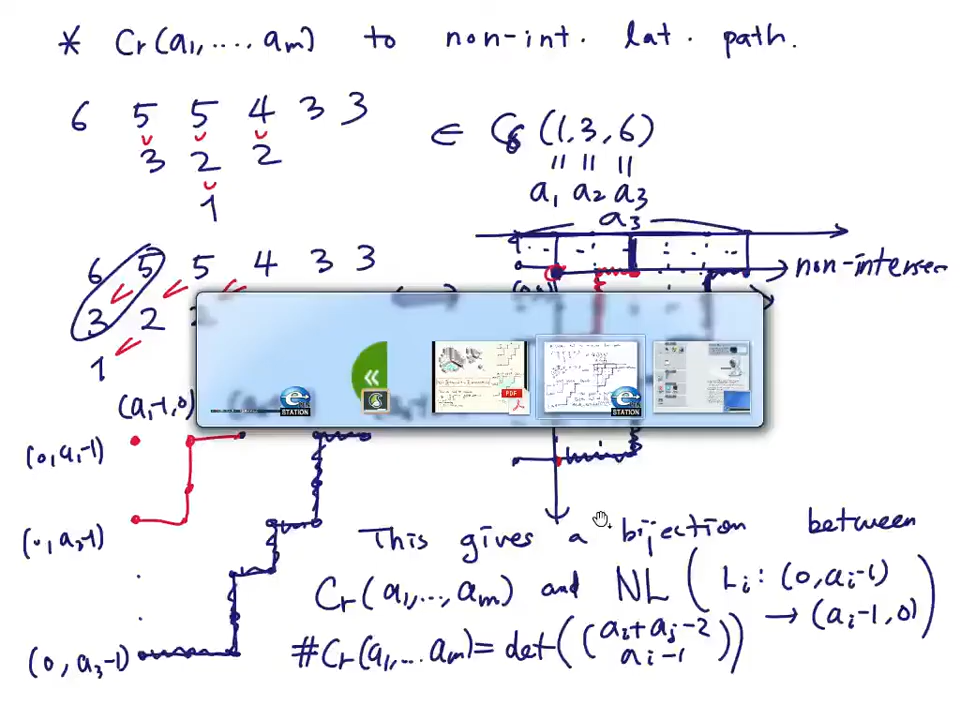 * Cr(a1, .... am) to non-int. lat. path.
6 5 5 4 3 3
3 2 2
1
∈ C6 (1, 3, 6)
a1 a2 a3
a3
6 5 5 4 3 3
3 2
1
non-intersec
(a1-1, 0)
(0, a1-1)
(0, a2-1)
(0, a3-1)
«
STATION
PDF
STATION
This gives a bijection between
Cr(a1, ..., am) and NL ( Li : (0, ai-1) → (ai-1, 0) )
#Cr(a1, ... am) = det( ( ai+aj-2 ai-1 ) )